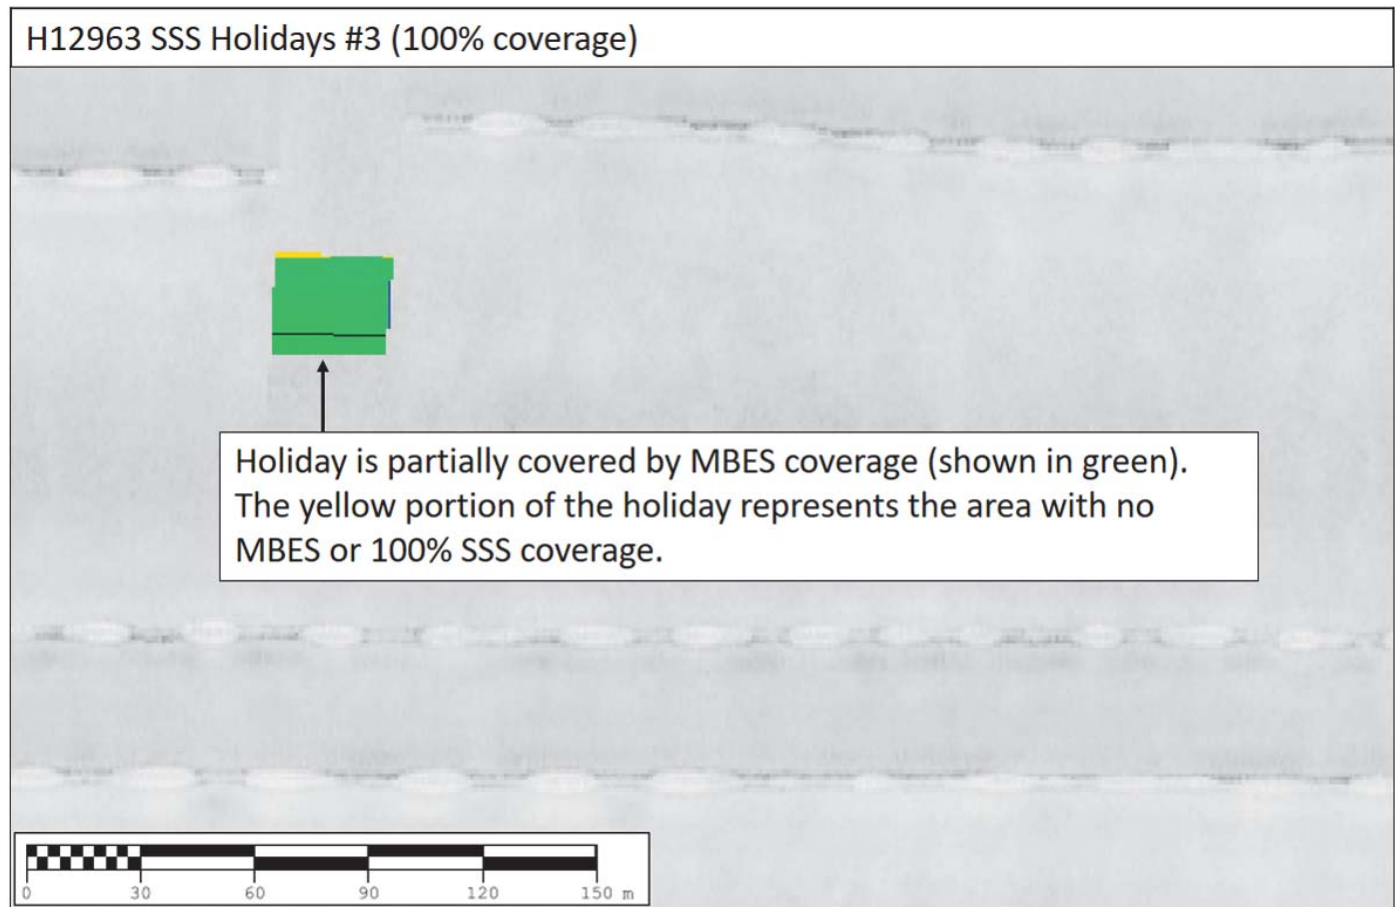 H12963 SSS Holidays #3 (100% coverage)
Holiday is partially covered by MBES coverage (shown in green).
The yellow portion of the holiday represents the area with no
MBES or 100% SSS coverage.
0 30 60 90 120 150 m